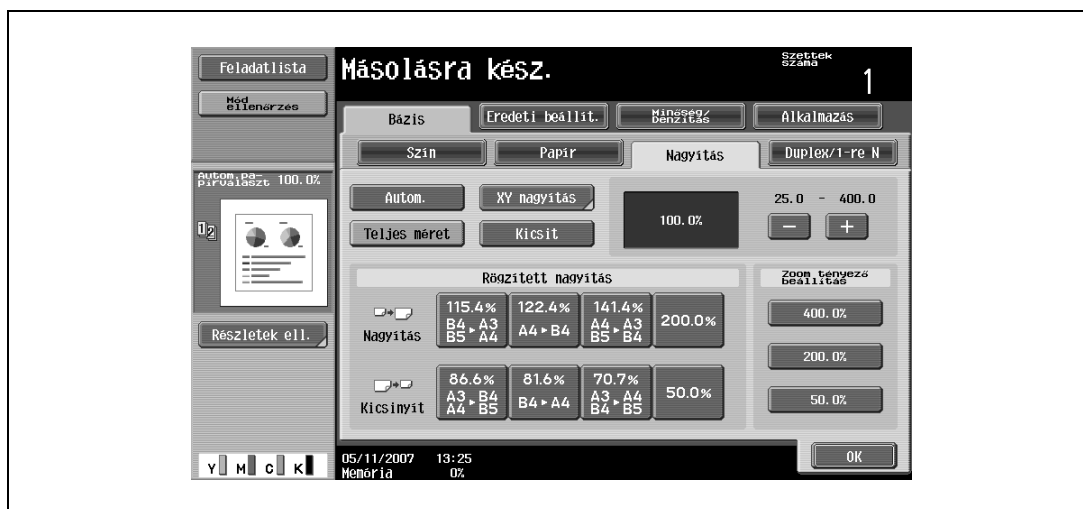 Feladatlista
Mód
ellenőrzés
Másolásra kész.
Szettek
száma
1
Bázis
Eredeti beállít.
Minőség/
Denzitás
Alkalmazás
Szín
Papír
Nagyítás
Duplex/1-re N
Autom.pa-
pírválaszt 100.0%
12
Részletek ell.
Autom.
XY nagyítás
Teljes méret
Kicsit
100.0%
25.0 - 400.0
− +
Rögzített nagyítás
Nagyítás
115.4%
B4 ▸ A3
B5 ▸ A4
122.4%
A4 ▸ B4
141.4%
A4 ▸ A3
B5 ▸ B4
200.0%
Kicsinyít
86.6%
A3 ▸ B4
A4 ▸ B5
81.6%
B4 ▸ A4
70.7%
A3 ▸ A4
B4 ▸ B5
50.0%
Zoom tényező
beállítás
400.0%
200.0%
50.0%
Y M C K
05/11/2007 13:25
Memória 0%
OK